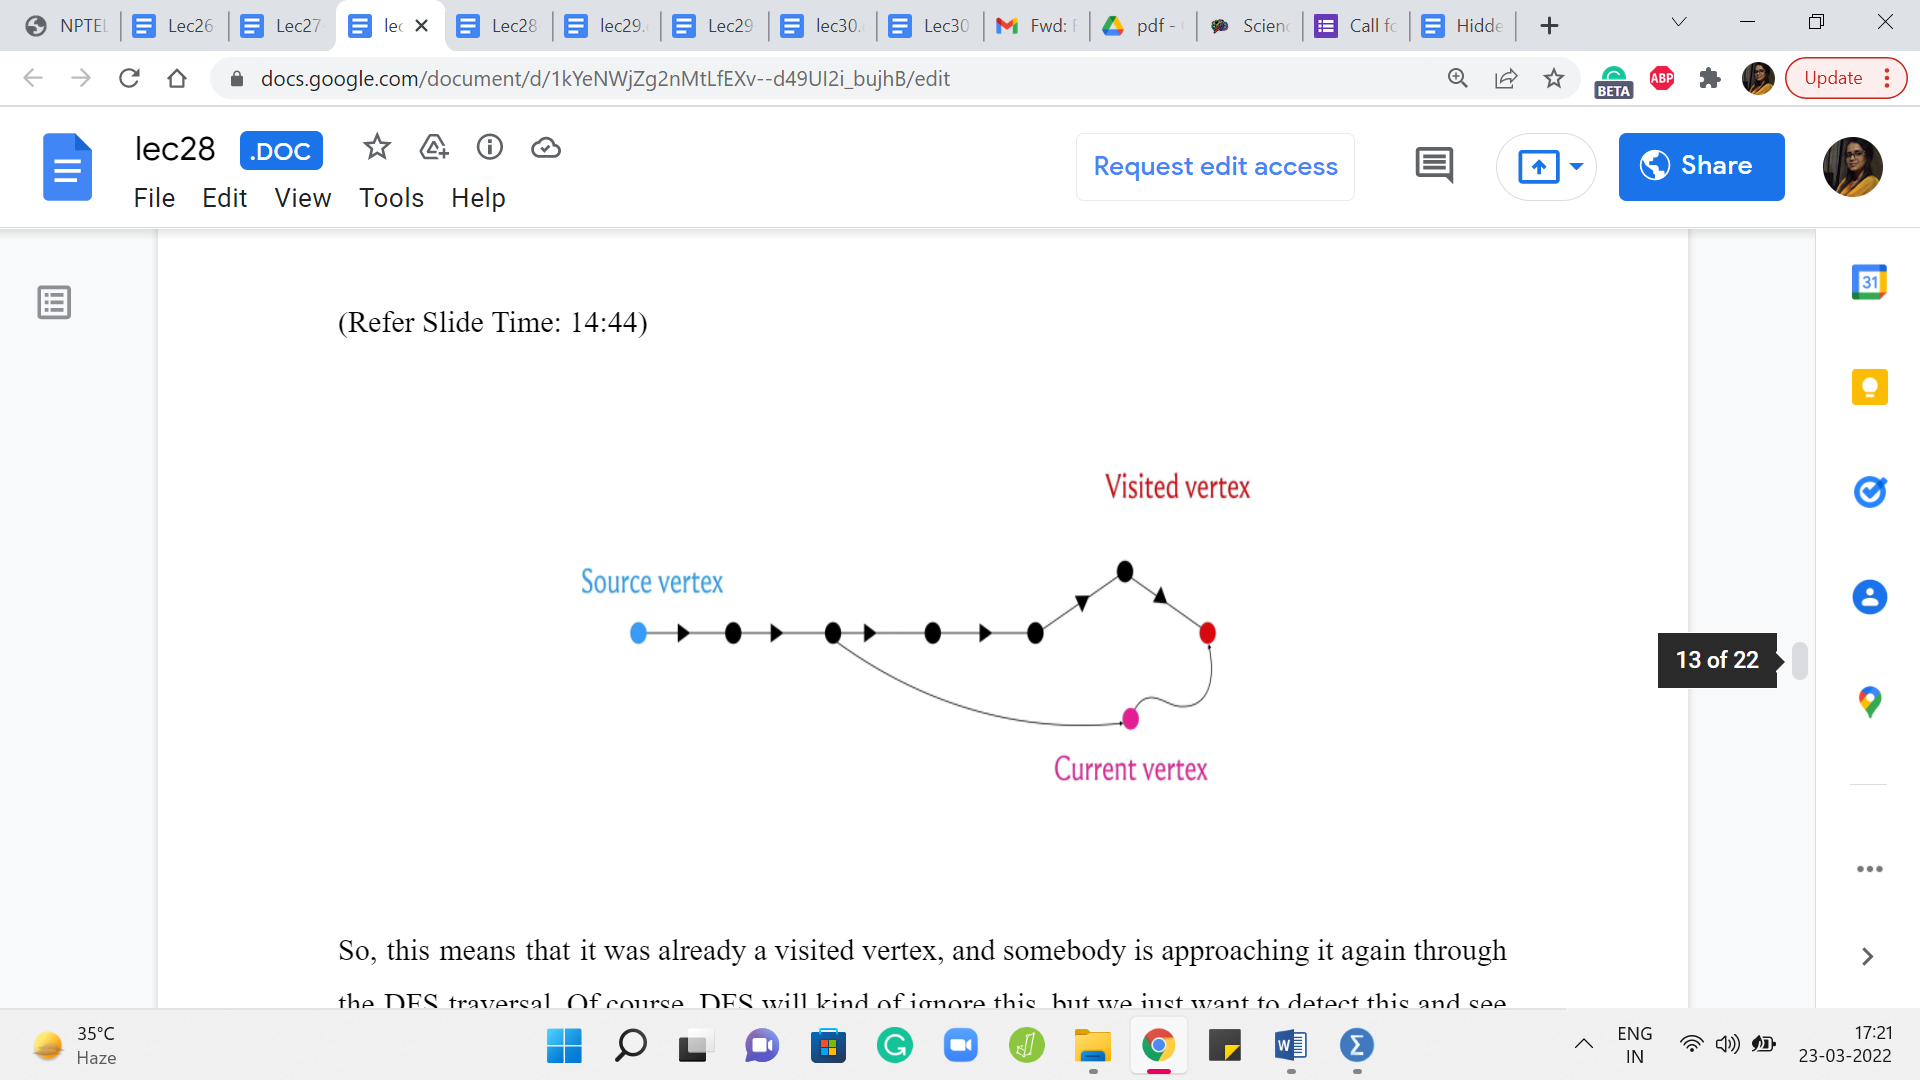 NPTEL
Lec26
Lec27
lec
Lec28
lec29.
Lec29
lec30.
Lec30
Fwd: F
pdf -
Scien
Call fo
Hidde
docs.google.com/document/d/1kYeNWjZg2nMtLfEXv--d49UI2i_bujhB/edit
BETA
ABP
Update
lec28
.DOC
File Edit View Tools Help
Request edit access
Share
31
(Refer Slide Time: 14:44)
Visited vertex
Source vertex
Current vertex
13 of 22
So, this means that it was already a visited vertex, and somebody is approaching it again through
the DFS traversal. Of course, DFS will kind of ignore this, but we just want to detect this and see
35°C
Haze
ENG
IN
17:21
23-03-2022